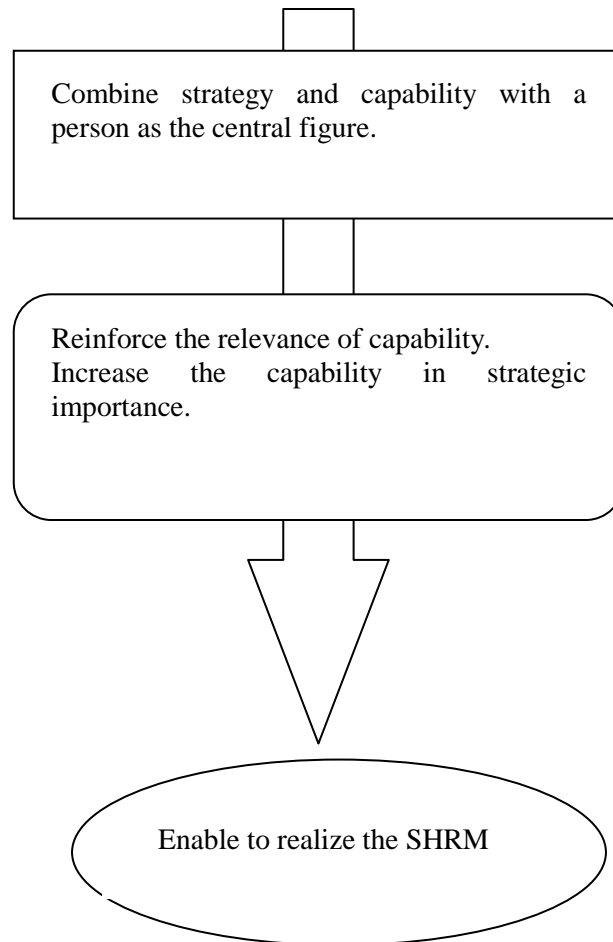 Combine strategy and capability with a
person as the central figure.
Reinforce the relevance of capability.
Increase the capability in strategic
importance.
Enable to realize the SHRM